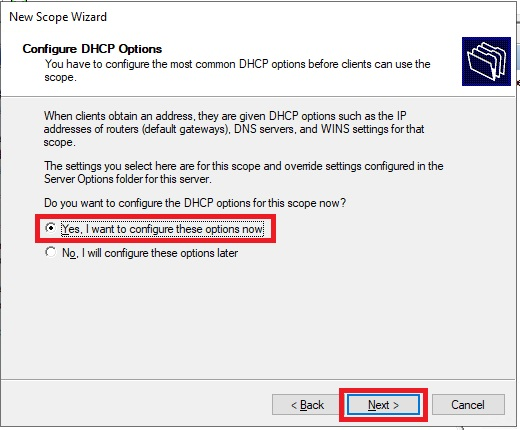 New Scope Wizard
Configure DHCP Options
You have to configure the most common DHCP options before clients can use the
scope.
When clients obtain an address, they are given DHCP options such as the IP
addresses of routers (default gateways), DNS servers, and WINS settings for that
scope.
The settings you select here are for this scope and override settings configured in the
Server Options folder for this server.
Do you want to configure the DHCP options for this scope now?
Yes, I want to configure these options now
No, I will configure these options later
< Back
Next >
Cancel